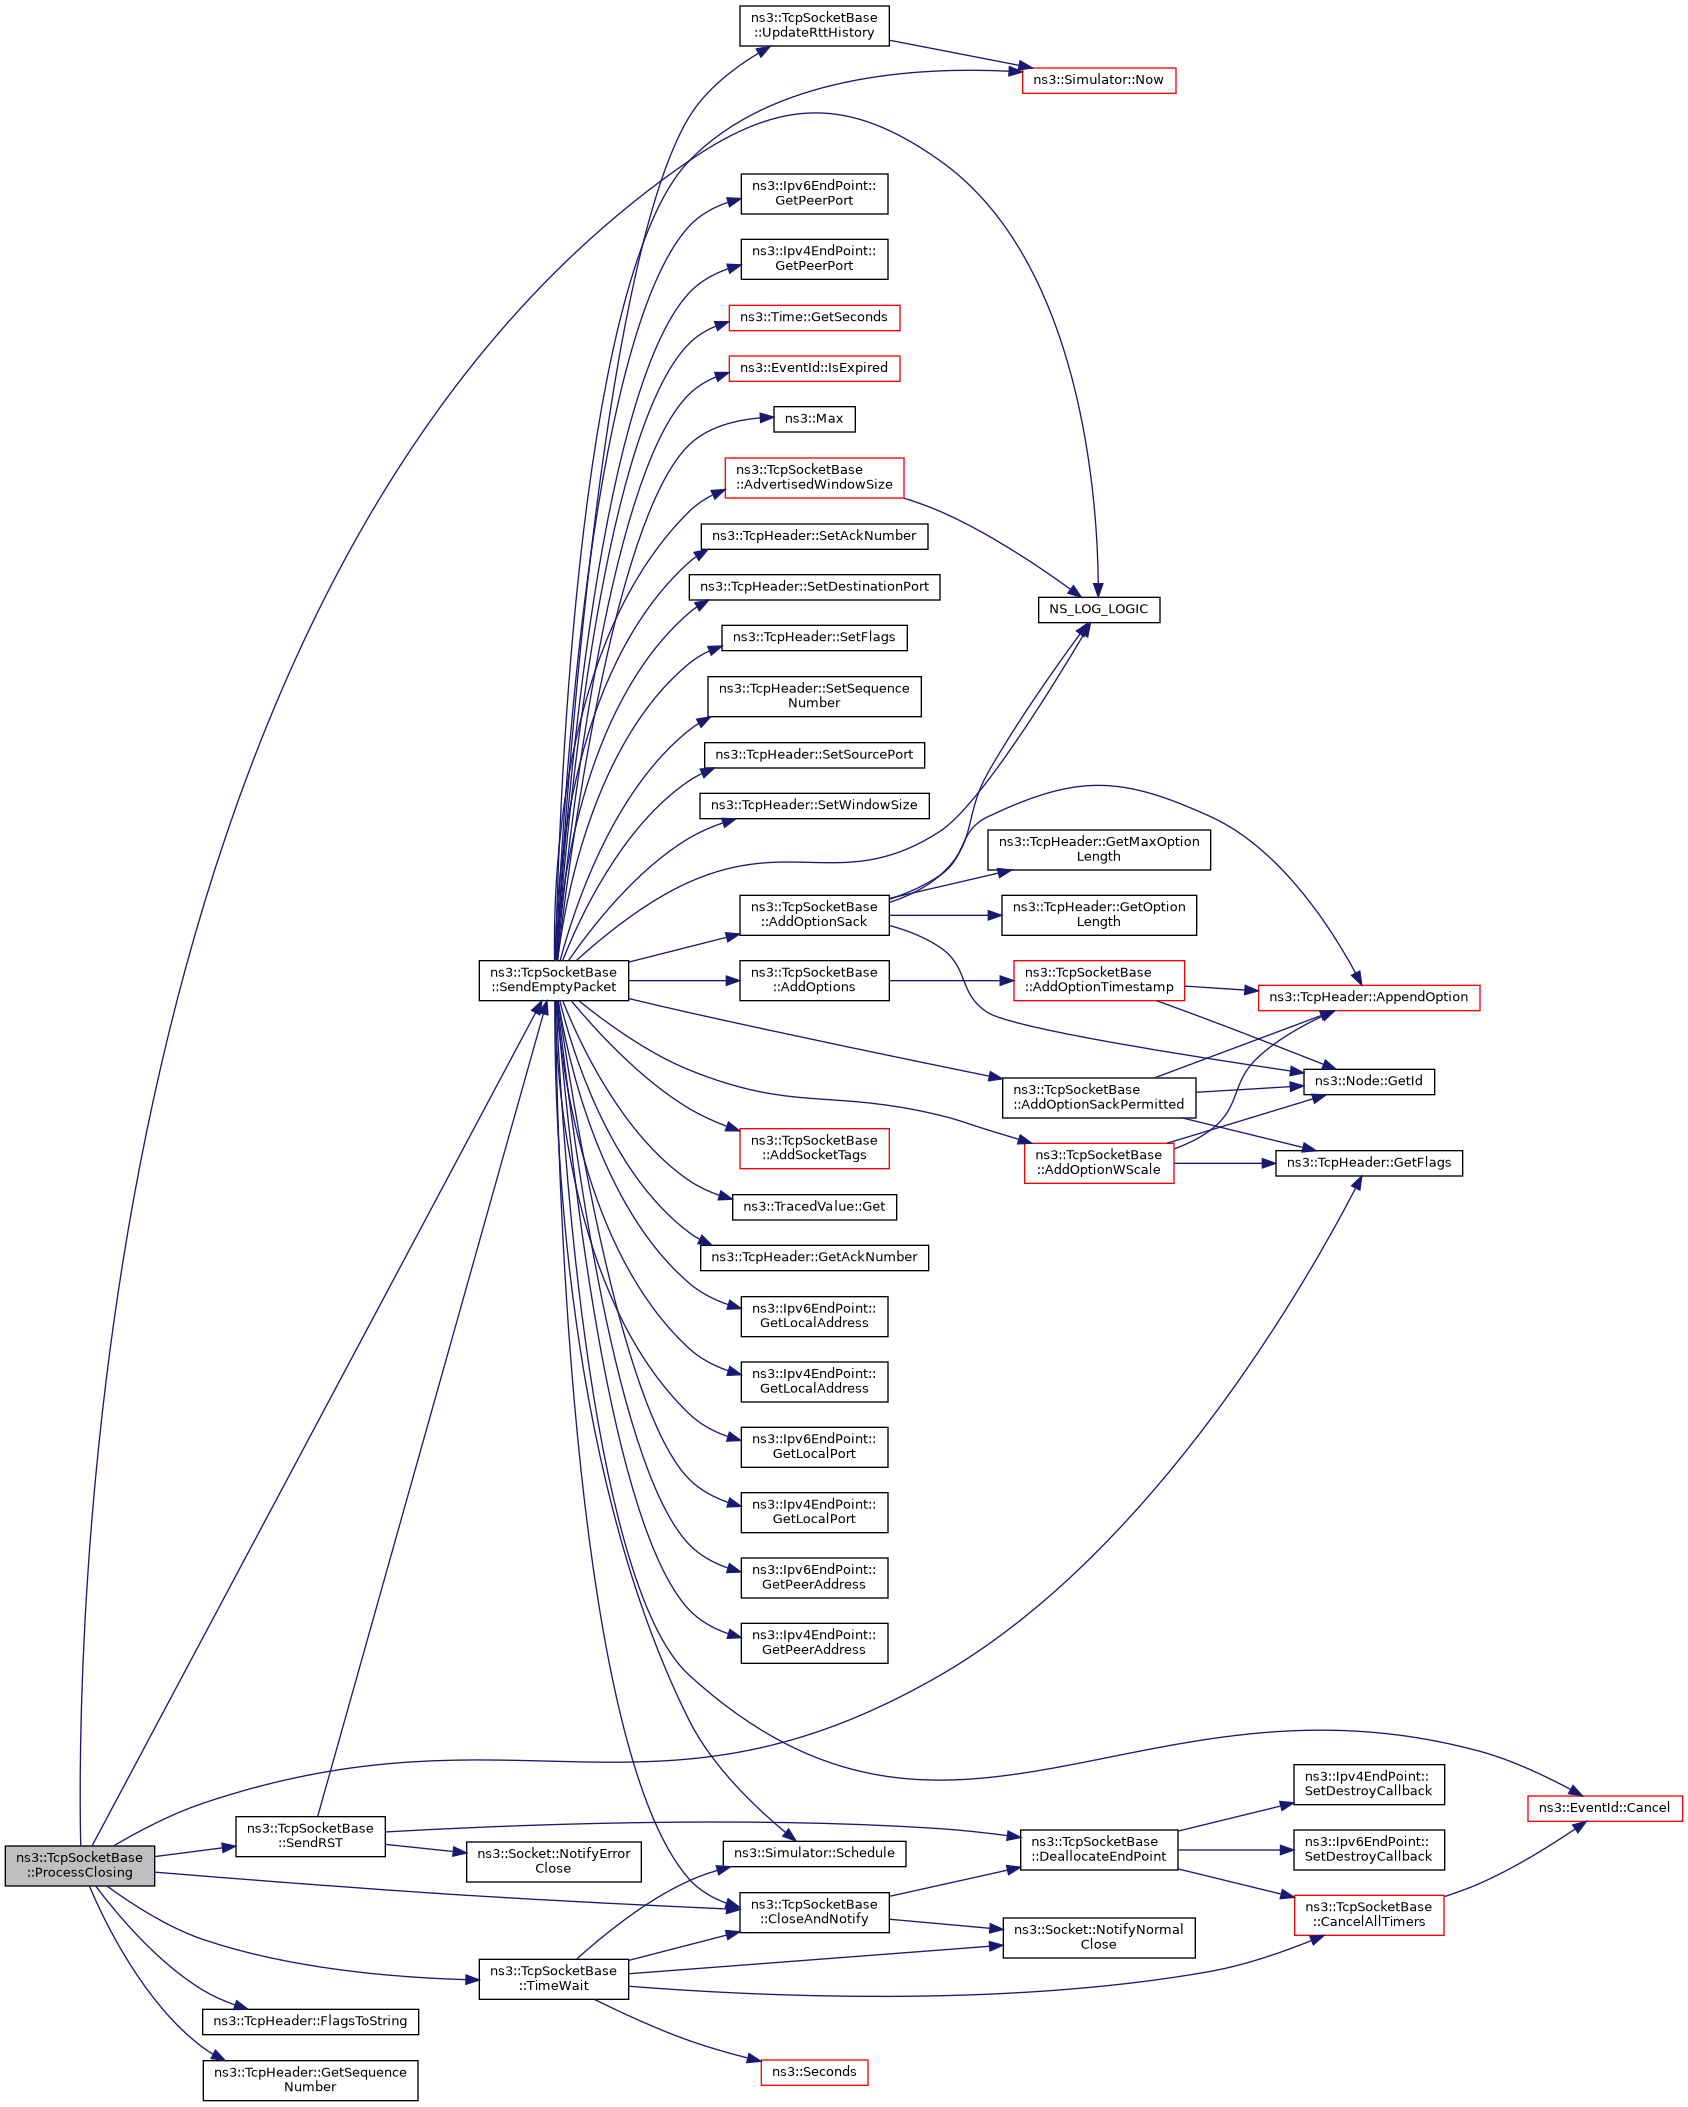 ns3::TcpSocketBase
::UpdateRttHistory
ns3::Simulator::Now
ns3::Ipv6EndPoint::
GetPeerPort
ns3::Ipv4EndPoint::
GetPeerPort
ns3::Time::GetSeconds
ns3::EventId::IsExpired
ns3::Max
ns3::TcpSocketBase
::AdvertisedWindowSize
ns3::TcpHeader::SetAckNumber
ns3::TcpHeader::SetDestinationPort
NS_LOG_LOGIC
ns3::TcpHeader::SetFlags
ns3::TcpHeader::SetSequence
Number
ns3::TcpHeader::SetSourcePort
ns3::TcpHeader::SetWindowSize
ns3::TcpHeader::GetMaxOption
Length
ns3::TcpSocketBase
::AddOptionSack
ns3::TcpHeader::GetOption
Length
ns3::TcpSocketBase
::SendEmptyPacket
ns3::TcpSocketBase
::AddOptions
ns3::TcpSocketBase
::AddOptionTimestamp
ns3::TcpHeader::AppendOption
ns3::TcpSocketBase
::AddOptionSackPermitted
ns3::Node::GetId
ns3::TcpSocketBase
::AddSocketTags
ns3::TcpSocketBase
::AddOptionWScale
ns3::TcpHeader::GetFlags
ns3::TracedValue::Get
ns3::TcpHeader::GetAckNumber
ns3::Ipv6EndPoint::
GetLocalAddress
ns3::Ipv4EndPoint::
GetLocalAddress
ns3::Ipv6EndPoint::
GetLocalPort
ns3::Ipv4EndPoint::
GetLocalPort
ns3::Ipv6EndPoint::
GetPeerAddress
ns3::Ipv4EndPoint::
GetPeerAddress
ns3::Ipv4EndPoint::
SetDestroyCallback
ns3::EventId::Cancel
ns3::TcpSocketBase
::SendRST
ns3::TcpSocketBase
::DeallocateEndPoint
ns3::Ipv6EndPoint::
SetDestroyCallback
ns3::TcpSocketBase
::ProcessClosing
ns3::Socket::NotifyError
Close
ns3::Simulator::Schedule
ns3::TcpSocketBase
::CloseAndNotify
ns3::TcpSocketBase
::CancelAllTimers
ns3::Socket::NotifyNormal
Close
ns3::TcpSocketBase
::TimeWait
ns3::TcpHeader::FlagsToString
ns3::TcpHeader::GetSequence
Number
ns3::Seconds